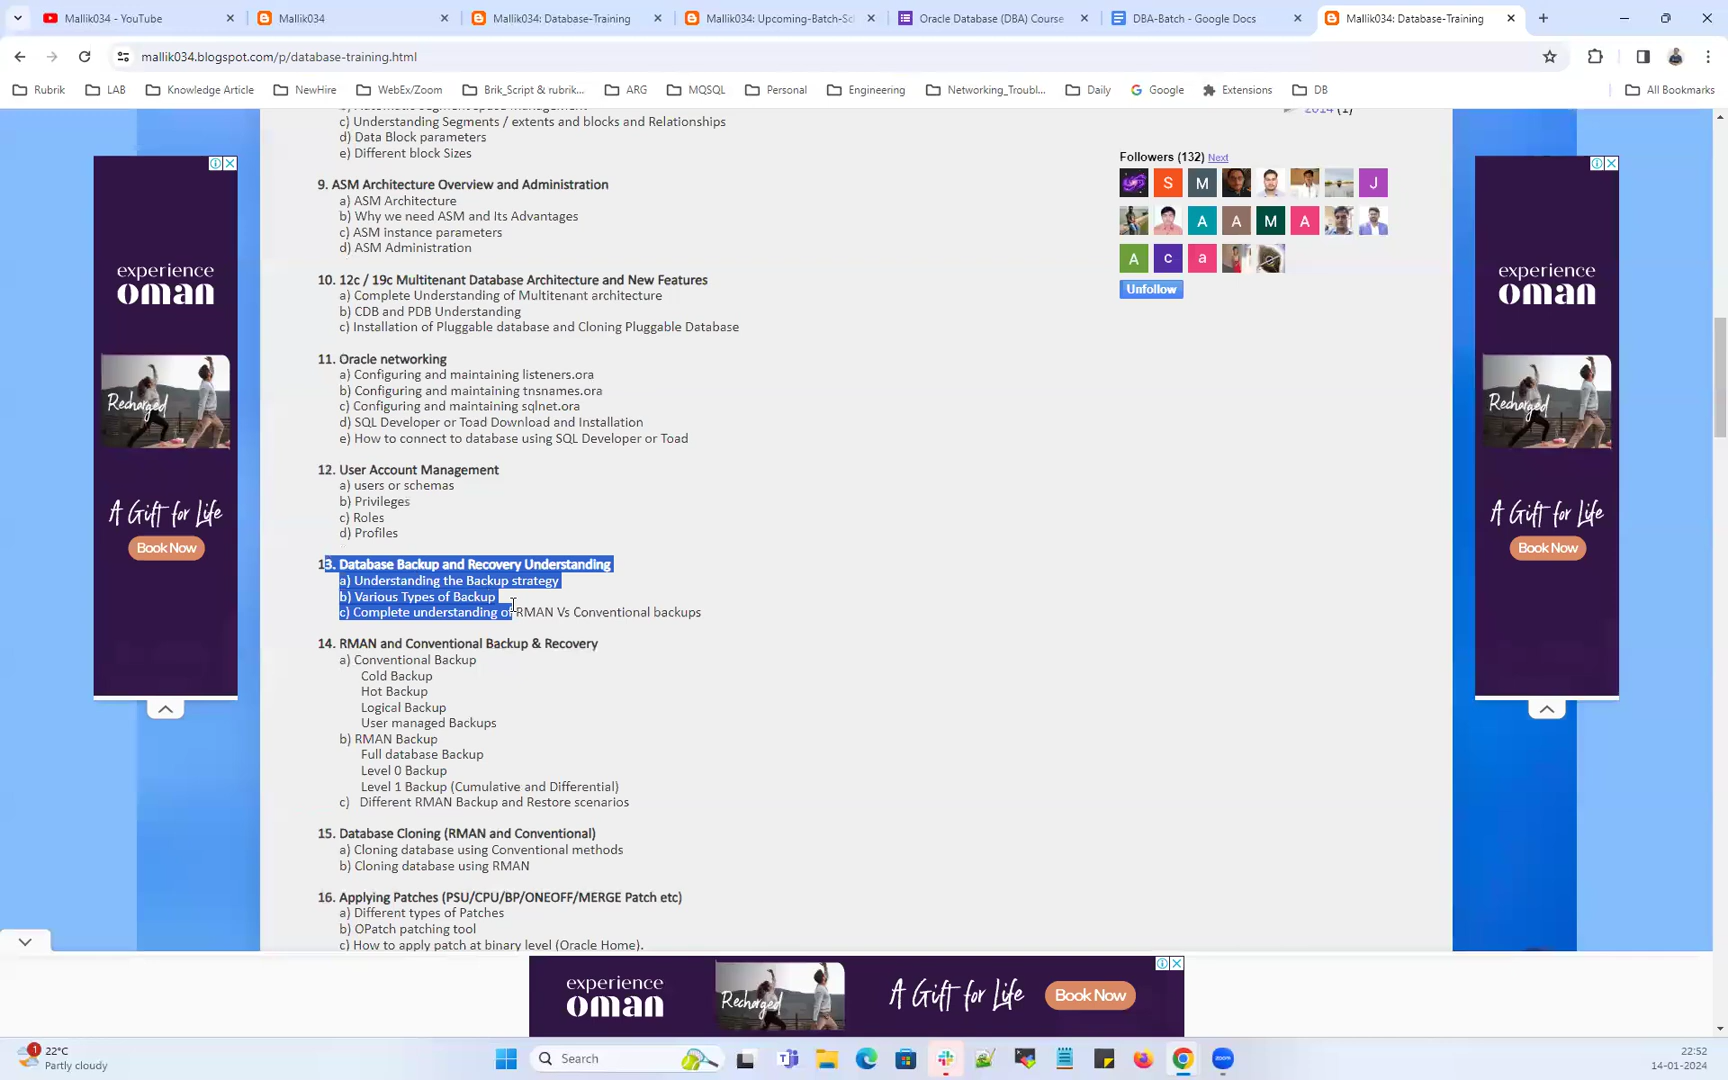 Mallik034 - YouTube
Mallik034
Mallik034: Database-Training
Mallik034: Upcoming-Batch-Sc
Oracle Database (DBA) Course
DBA-Batch - Google Docs
Mallik034: Database-Training
mallik034.blogspot.com/p/database-training.html
Rubrik
LAB
Knowledge Article
NewHire
WebEx/Zoom
Brik_Script & rubrik...
ARG
MQSQL
Personal
Engineering
Networking_Troubl...
Daily
Google
Extensions
DB
All Bookmarks
c) Understanding Segments / extents and blocks and Relationships
d) Data Block parameters
e) Different block Sizes
9. ASM Architecture Overview and Administration
a) ASM Architecture
b) Why we need ASM and Its Advantages
c) ASM instance parameters
d) ASM Administration
10. 12c / 19c Multitenant Database Architecture and New Features
a) Complete Understanding of Multitenant architecture
b) CDB and PDB Understanding
c) Installation of Pluggable database and Cloning Pluggable Database
11. Oracle networking
a) Configuring and maintaining listeners.ora
b) Configuring and maintaining tnsnames.ora
c) Configuring and maintaining sqlnet.ora
d) SQL Developer or Toad Download and Installation
e) How to connect to database using SQL Developer or Toad
12. User Account Management
a) users or schemas
b) Privileges
c) Roles
d) Profiles
13. Database Backup and Recovery Understanding
a) Understanding the Backup strategy
b) Various Types of Backup
c) Complete understanding of RMAN Vs Conventional backups
14. RMAN and Conventional Backup & Recovery
a) Conventional Backup
Cold Backup
Hot Backup
Logical Backup
User managed Backups
b) RMAN Backup
Full database Backup
Level 0 Backup
Level 1 Backup (Cumulative and Differential)
c) Different RMAN Backup and Restore scenarios
15. Database Cloning (RMAN and Conventional)
a) Cloning database using Conventional methods
b) Cloning database using RMAN
16. Applying Patches (PSU/CPU/BP/ONEOFF/MERGE Patch etc)
a) Different types of Patches
b) OPatch patching tool
c) How to apply patch at binary level (Oracle Home).
2014 (1)
Followers (132) Next
S M J
A A M A
A c a
Unfollow
experience
oman
Recharged
A Gift for Life
Book Now
experience
oman
Recharged
A Gift for Life
Book Now
experience
oman
Recharged
A Gift for Life
Book Now
1
22°C
Partly cloudy
Search
zoom
22:52
14-01-2024